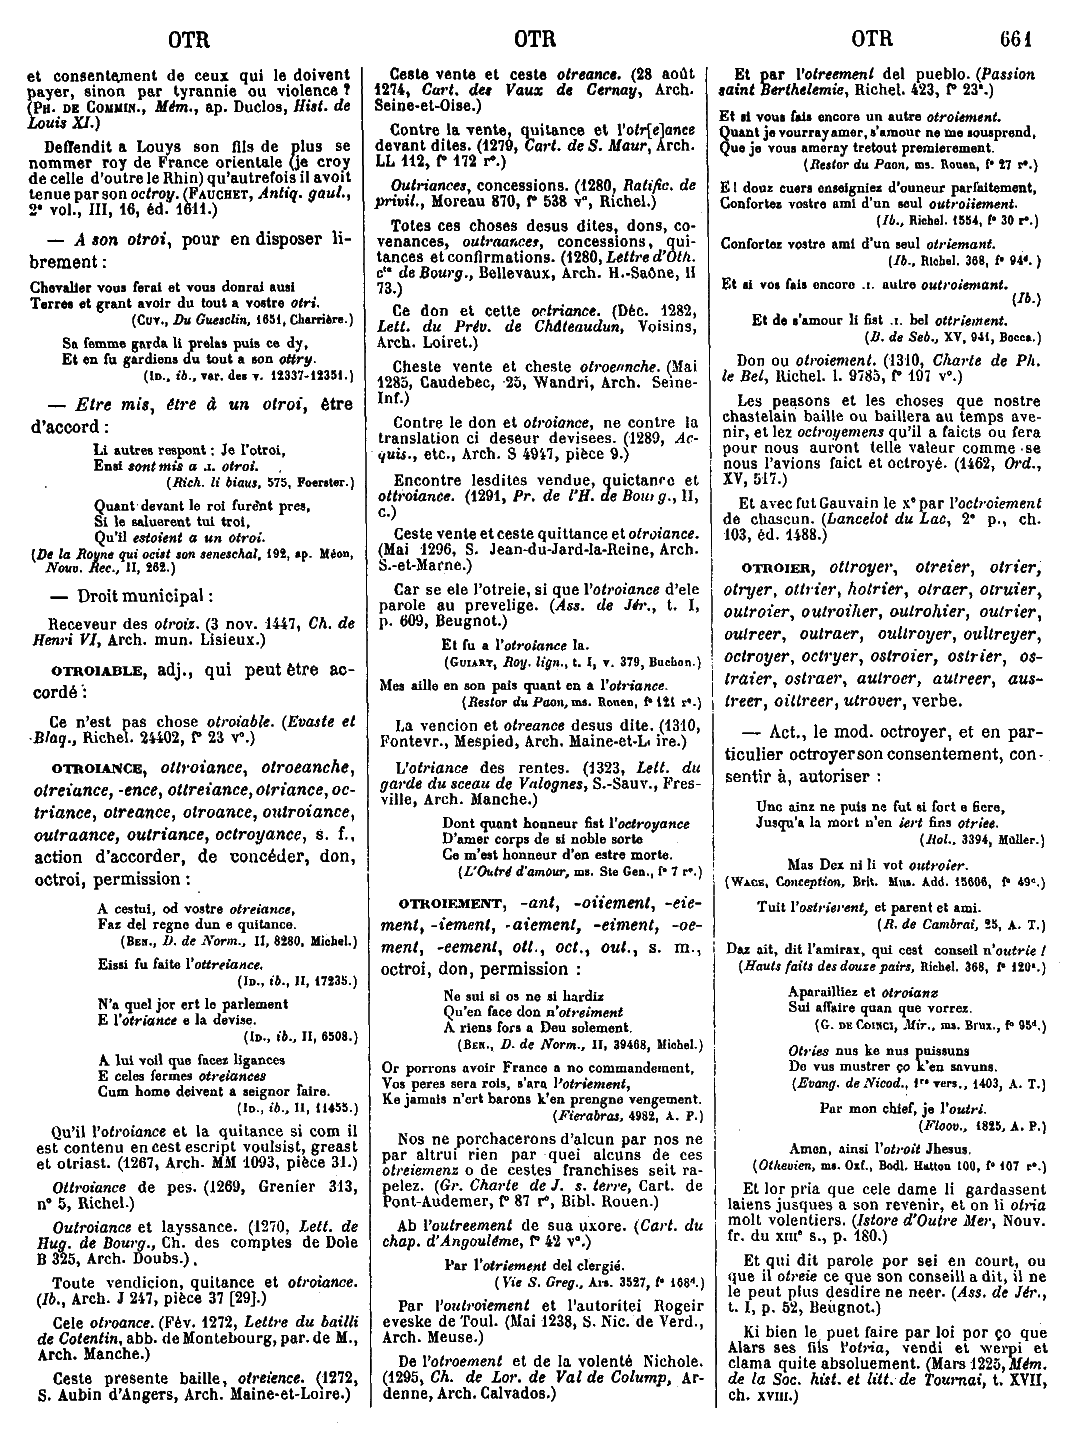 OTR
OTR
OTR 661
et consentement de ceux qui le doivent
payer, sinon par tyrannie ou violence ?
(PH. DE COMMIN., Mém., ap. Duclos, Hist. de
Louis XI.)
Deffendit a Louys son fils de plus se
nommer roy de France orientale (je croy
de celle d'outre le Rhin) qu'autrefois il avoit
tenue par son octroy. (FAUCHET, Antiq. gaul.,
2e vol., III, 16, éd. 1611.)
— A son otroi, pour en disposer li-
brement :
Chevalier vous ferai et vous donrai ausi
Terres et grant avoir du tout a vostre otri.
(CUV., Du Guesclin, 1651, Charrière.)
Sa femme garda li prelas puis ce dy,
Et en fu gardiens du tout a son ottry.
(ID., ib., var. des v. 12337-12351.)
— Etre mis, être à un otroi, être
d'accord :
Li autres respont : Je l'otroi,
Ensi sont mis a .I. otroi.
(Rich. li biaus, 575, Foerster.)
Quant devant le roi furent pres,
Si le saluerent tui troi,
Qu'il estoient a un otroi.
(De la Royne qui ocist son seneschal, 192, ap. Méon,
Nouv. Rec., II, 262.)
— Droit municipal :
Receveur des otroiz. (3 nov. 1447, Ch. de
Henri VI, Arch. mun. Lisieux.)
OTROIABLE, adj., qui peut être ac-
cordé :
Ce n'est pas chose otroiable. (Evaste et
Blaq., Richel. 24402, f° 23 v°.)
OTROIANCE, ottroiance, otroeanche,
otreiance, -ence, ottreiance, otriance, oc-
triance, otreance, otroance, outroiance,
outraance, outriance, octroyance, s. f.,
action d'accorder, de concéder, don,
octroi, permission :
A cestui, od vostre otreiance,
Faz del regne dun e quitance.
(BEN., D. de Norm., II, 8280, Michel.)
Eissi fu faite l'ottreiance.
(ID., ib., II, 17235.)
N'a quel jor ert le parlement
E l'otriance e la devise.
(ID., ib., II, 6508.)
A lui voil que facez ligances
E celes fermes otreiances
Cum home deivent a seignor faire.
(ID., ib., II, 11455.)
Qu'il l'otroiance et la quitance si com il
est contenu en cest escript voulsist, greast
et otriast. (1267, Arch. MM 1093, pièce 31.)
Ottroiance de pes. (1269, Grenier 313,
n° 5, Richel.)
Outroiance et layssance. (1270, Lett. de
Hug. de Bourg., Ch. des comptes de Dole
B 325, Arch. Doubs.)
Toute vendicion, quitance et otroiance.
(Ib., Arch. J 247, pièce 37 [29].)
Cele otroance. (Fév. 1272, Lettre du bailli
de Cotentin, abb. de Montebourg, par. de M.,
Arch. Manche.)
Ceste presente baille, otreience. (1272,
S. Aubin d'Angers, Arch. Maine-et-Loire.)
Ceste vente et ceste otreance. (28 août
1274, Cart. des Vaux de Cernay, Arch.
Seine-et-Oise.)
Contre la vente, quitance et l'otr[e]ance
devant dites. (1279, Cart. de S. Maur, Arch.
LL 112, f° 172 r°.)
Outriances, concessions. (1280, Ratific. de
privil., Moreau 870, f° 538 v°, Richel.)
Totes ces choses desus dites, dons, co-
venances, outraances, concessions, qui-
tances et confirmations. (1280, Lettre d'Oth.
cte de Bourg., Bellevaux, Arch. H.-Saône, H
73.)
Ce don et cette octriance. (Déc. 1282,
Lett. du Prév. de Châteaudun, Voisins,
Arch. Loiret.)
Cheste vente et cheste otroenche. (Mai
1285, Caudebec, 25, Wandri, Arch. Seine-
Inf.)
Contre le don et otroiance, ne contre la
translation ci deseur devisees. (1289, Ac-
quis., etc., Arch. S 4947, pièce 9.)
Encontre lesdites vendue, quictance et
ottroiance. (1291, Pr. de l'H. de Bourg., II,
c.)
Ceste vente et ceste quittance et otroiance.
(Mai 1296, S. Jean-du-Jard-la-Reine, Arch.
S.-et-Marne.)
Car se ele l'otreie, si que l'otroiance d'ele
parole au prevelige. (Ass. de Jér., t. I,
p. 609, Beugnot.)
Et fu a l'otroiance la.
(GUIART, Roy. lign., t. I, v. 379, Buchon.)
Mes aille en son pais quant en a l'otriance.
(Restor du Paon, ms. Rouen, f° 121 r°.)
La vencion et otreance desus dite. (1310,
Fontevr., Mespied, Arch. Maine-et-Loire.)
L'otriance des rentes. (1323, Lett. du
garde du sceau de Valognes, S.-Sauv., Fres-
ville, Arch. Manche.)
Dont quant honneur fist l'octroyance
D'amer corps de si noble sorte
Ce m'est honneur d'en estre morte.
(L'Outré d'amour, ms. Ste Gen., f° 7 r°.)
OTROIEMENT, -ant, -oiiement, -eie-
ment, -iement, -aiement, -eiment, -oe-
ment, -eement, ott., oct., out., s. m.,
octroi, don, permission :
Ne sui si os ne si hardiz
Qu'en face don n'otreiment
A riens fors a Deu solement.
(BEN., D. de Norm., II, 39468, Michel.)
Or porrons avoir France a no commandement,
Vos peres sera rois, s'ara l'otriement,
Ke jamais n'ert barons k'en prengne vengement.
(Fierabras, 4982, A. P.)
Nos ne porchacerons d'alcun par nos ne
par altrui rien par quei alcuns de ces
otreiemenz o de cestes franchises seit ra-
pelez. (Gr. Charte de J. s. terre, Cart. de
Pont-Audemer, f° 87 r°, Bibl. Rouen.)
Ab l'outreement de sua uxore. (Cart. du
chap. d'Angoulême, f° 42 v°.)
Par l'otriement del clergié.
(Vie S. Greg., Ars. 3527, f° 168d.)
Par l'outroiement et l'autoritei Rogeir
eveske de Toul. (Mai 1238, S. Nic. de Verd.,
Arch. Meuse.)
De l'otroement et de la volenté Nichole.
(1295, Ch. de Lor. de Val de Colump, Ar-
denne, Arch. Calvados.)
Et par l'otreement del pueblo. (Passion
saint Berthelemie, Richel. 423, f° 23a.)
Et si vous fais encore un autre otroiement.
Quant je vourray amer, s'amour ne me sousprend,
Que je vous ameray tretout premierement.
(Restor du Paon, ms. Rouen, f° 27 r°.)
E! douz cuers enseigniez d'ouneur parfaitement,
Confortez vostre ami d'un seul outroiiement.
(Ib., Richel. 1554, f° 30 r°.)
Confortez vostre ami d'un seul otriemant.
(Ib., Richel. 368, f° 94d.)
Et si vos fais encore .I. autre outroiemant.
(Ib.)
Et de s'amour li fist .I. bel ottriement.
(B. de Seb., XV, 941, Bocca.)
Don ou otroiement. (1310, Charte de Ph.
le Bel, Richel. l. 9785, f° 107 v°.)
Les peasons et les choses que nostre
chastelain baille ou baillera au temps ave-
nir, et lez octroyemens qu'il a faicts ou fera
pour nous auront telle valeur comme se
nous l'avions faict et octroyé. (1462, Ord.,
XV, 517.)
Et avec fut Gauvain le xe par l'octroiement
de chascun. (Lancelot du Lac, 2e p., ch.
103, éd. 1488.)
OTROIER, ottroyer, otreier, otrier,
otryer, ottrier, hotrier, otraer, otruier,
outroier, outroiher, outrohier, outrier,
outreer, outraer, oultroyer, oultreyer,
octroyer, octryer, ostroier, ostrier, os-
traier, ostraer, autroer, autreer, aus-
treer, oittreer, utrover, verbe.
— Act., le mod. octroyer, et en par-
ticulier octroyer son consentement, con-
sentir à, autoriser :
Unc ainz ne puis ne fut si fort e fiere,
Jusqu'a la mort n'en iert fins otriee.
(Rol., 3394, Müller.)
Mas Dex ni li vot outroier.
(WACE, Conception, Brit. Mus. Add. 15606, f° 49c.)
Tuit l'ostrierent, et parent et ami.
(R. de Cambrai, 25, A. T.)
Daz ait, dit l'amirax, qui cest conseil n'outrie !
(Hauts faits des douze pairs, Richel. 368, f° 120a.)
Aparailliez et otroianz
Sui affaire quan que vorrez.
(G. DE COINCI, Mir., ms. Brux., f° 95d.)
Otries nus ke nus puissuns
De vus mustrer ço k'en savuns.
(Evang. de Nicod., 1re vers., 1403, A. T.)
Par mon chief, je l'outri.
(Floov., 1825, A. P.)
Amen, ainsi l'otroit Jhesus.
(Othevien, ms. Oxf., Bodl. Hatton 100, f° 107 r°.)
Et lor pria que cele dame li gardassent
laiens jusques a son revenir, et on li otria
molt volentiers. (Istore d'Outre Mer, Nouv.
fr. du XIIIe s., p. 180.)
Et qui dit parole por sei en court, ou
que il otreie ce que son conseill a dit, il ne
le peut plus desdire ne neer. (Ass. de Jér.,
t. I, p. 52, Beugnot.)
Ki bien le puet faire par loi por ço que
Alars ses fils l'otria, vendi et werpi et
clama quite absoluement. (Mars 1225, Mém.
de la Soc. hist. et litt. de Tournai, t. XVII,
ch. XVIII.)